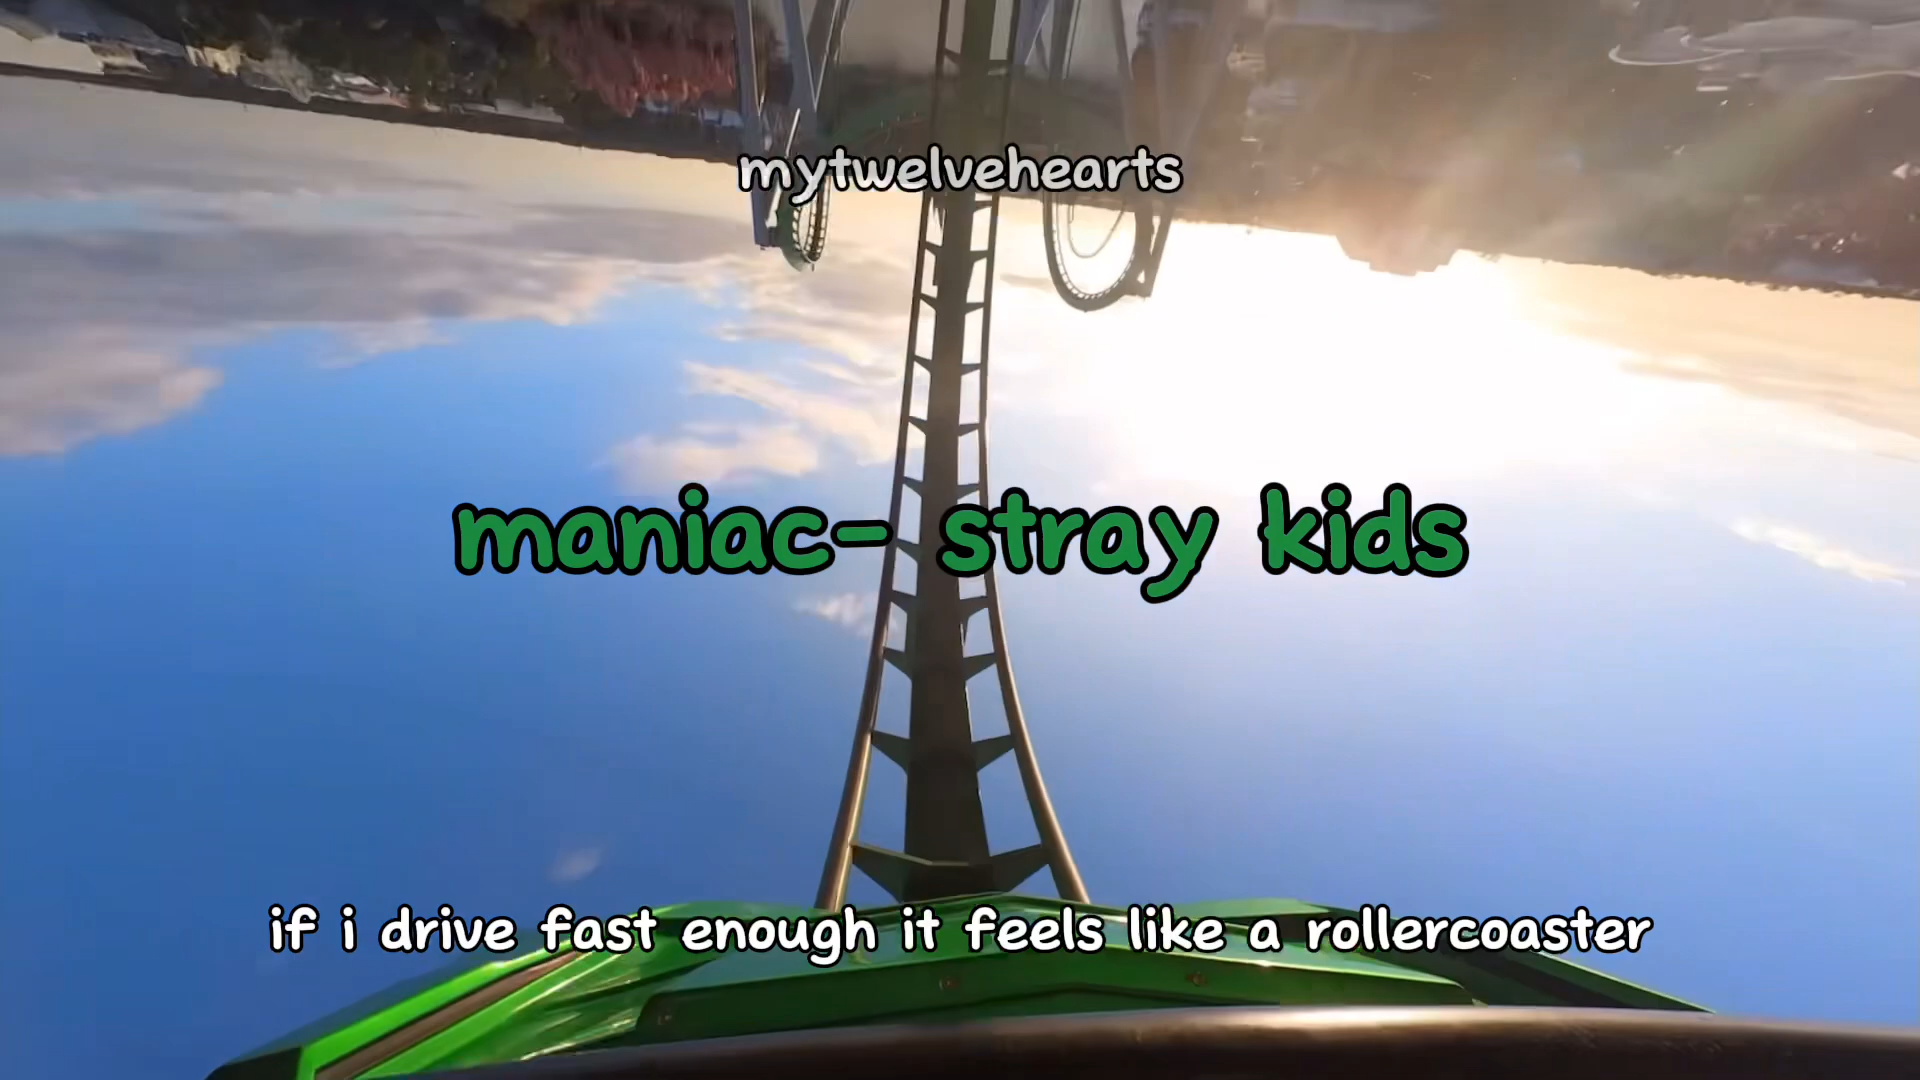 mytwelvehearts
maniac- stray kids
if i drive fast enough it feels like a rollercoaster